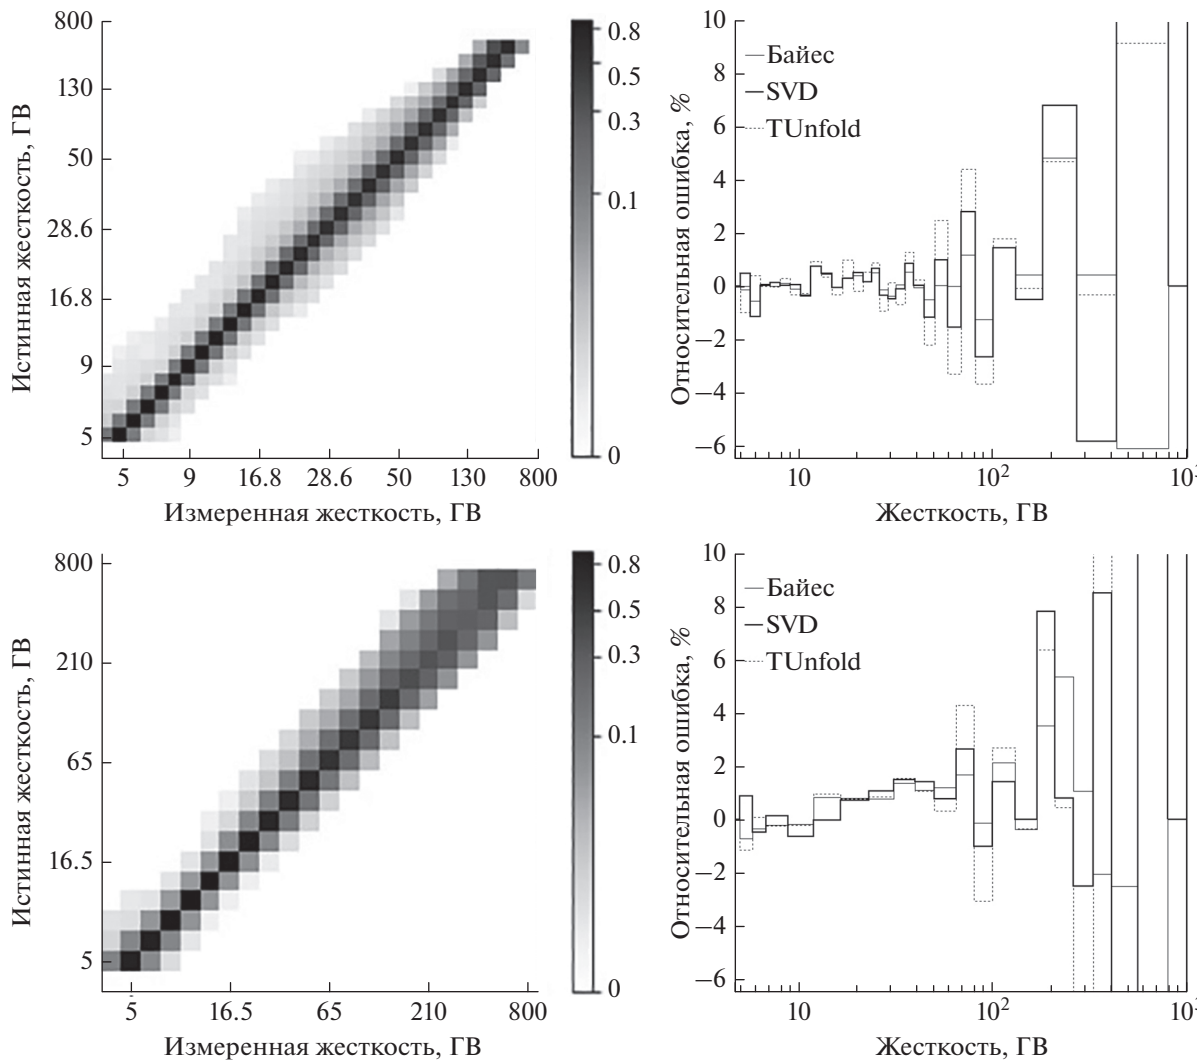 800
130
50
28.6
16.8
9
5
Истинная жесткость, ГВ
5 9 16.8 28.6 50 130 800
Измеренная жесткость, ГВ
0.8
0.5
0.3
0.1
0
10
8
6
4
2
0
−2
−4
−6
Относительная ошибка, %
Байес
SVD
TUnfold
10 10² 10³
Жесткость, ГВ
800
210
65
16.5
5
Истинная жесткость, ГВ
5 16.5 65 210 800
Измеренная жесткость, ГВ
0.8
0.5
0.3
0.1
0
10
8
6
4
2
0
−2
−4
−6
Относительная ошибка, %
Байес
SVD
TUnfold
10 10² 10³
Жесткость, ГВ